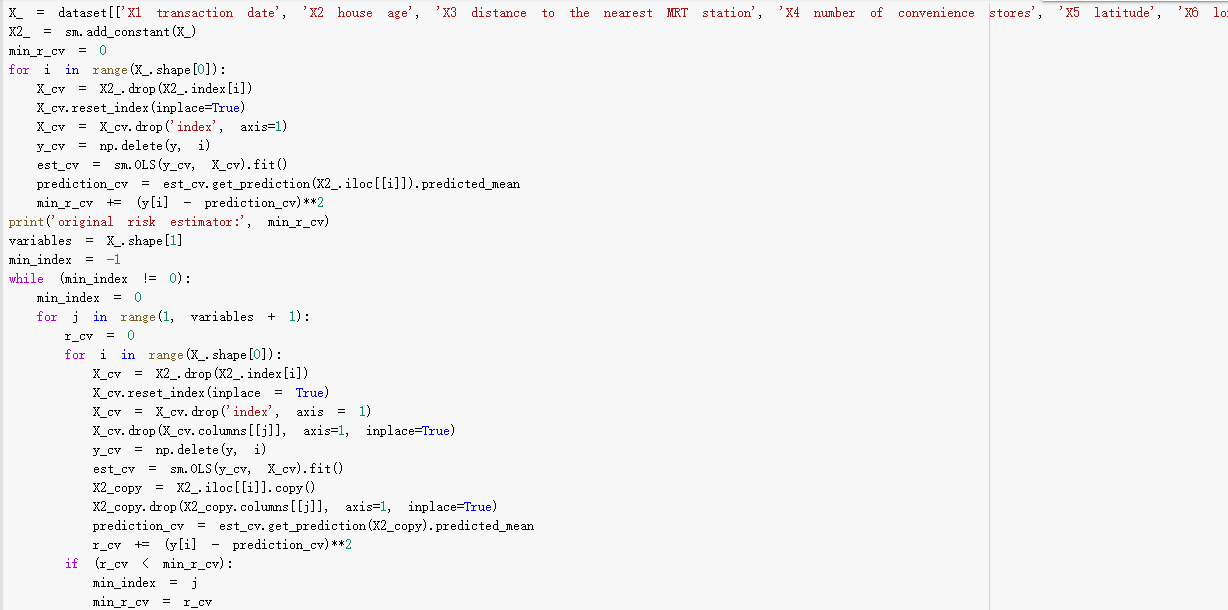 X_ = dataset[['X1 transaction date', 'X2 house age', 'X3 distance to the nearest MRT station', 'X4 number of convenience stores', 'X5 latitude', 'X6 lo
X2_ = sm.add_constant(X_)
min_r_cv = 0
for i in range(X_.shape[0]):
    X_cv = X2_.drop(X2_.index[i])
    X_cv.reset_index(inplace=True)
    X_cv = X_cv.drop('index', axis=1)
    y_cv = np.delete(y, i)
    est_cv = sm.OLS(y_cv, X_cv).fit()
    prediction_cv = est_cv.get_prediction(X2_.iloc[[i]]).predicted_mean
    min_r_cv += (y[i] - prediction_cv)**2
print('original risk estimator:', min_r_cv)
variables = X_.shape[1]
min_index = -1
while (min_index != 0):
    min_index = 0
    for j in range(1, variables + 1):
        r_cv = 0
        for i in range(X_.shape[0]):
            X_cv = X2_.drop(X2_.index[i])
            X_cv.reset_index(inplace = True)
            X_cv = X_cv.drop('index', axis = 1)
            X_cv.drop(X_cv.columns[[j]], axis=1, inplace=True)
            y_cv = np.delete(y, i)
            est_cv = sm.OLS(y_cv, X_cv).fit()
            X2_copy = X2_.iloc[[i]].copy()
            X2_copy.drop(X2_copy.columns[[j]], axis=1, inplace=True)
            prediction_cv = est_cv.get_prediction(X2_copy).predicted_mean
            r_cv += (y[i] - prediction_cv)**2
        if (r_cv < min_r_cv):
            min_index = j
            min_r_cv = r_cv